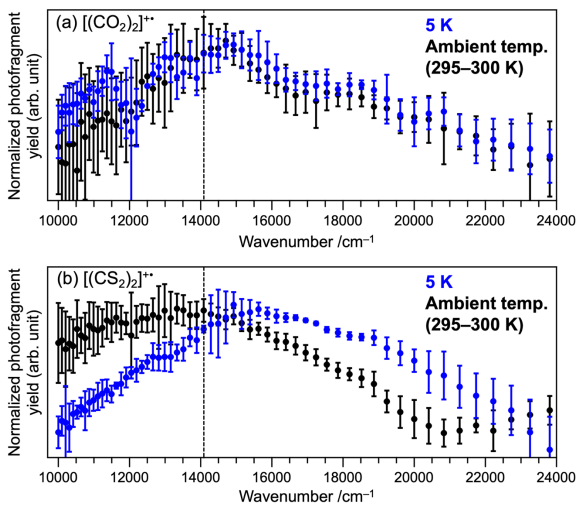 (a) [(CO₂)₂]⁺•
5 K
Ambient temp.
(295–300 K)
Normalized photofragment
yield (arb. unit)
10000 12000 14000 16000 18000 20000 22000 24000
Wavenumber /cm⁻¹
(b) [(CS₂)₂]⁺•
5 K
Ambient temp.
(295–300 K)
Normalized photofragment
yield (arb. unit)
10000 12000 14000 16000 18000 20000 22000 24000
Wavenumber /cm⁻¹